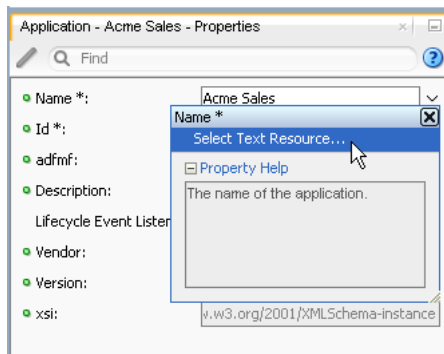 Application - Acme Sales - Properties
Find
Name *:
Acme Sales
Name *
Select Text Resource...
Id *:
adfmf:
Property Help
The name of the application.
Description:
Lifecycle Event Listen
Vendor:
Version:
xsi:
.w3.org/2001/XMLSchema-instance